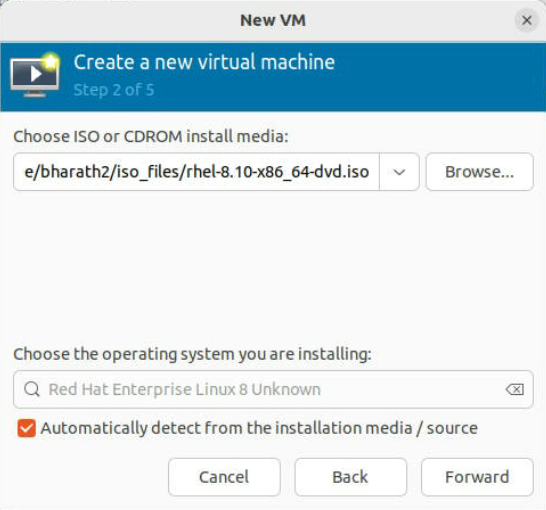 New VM
Create a new virtual machine
Step 2 of 5
Choose ISO or CDROM install media:
e/bharath2/iso_files/rhel-8.10-x86_64-dvd.iso
Browse...
Choose the operating system you are installing:
Red Hat Enterprise Linux 8 Unknown
Automatically detect from the installation media / source
Cancel Back Forward